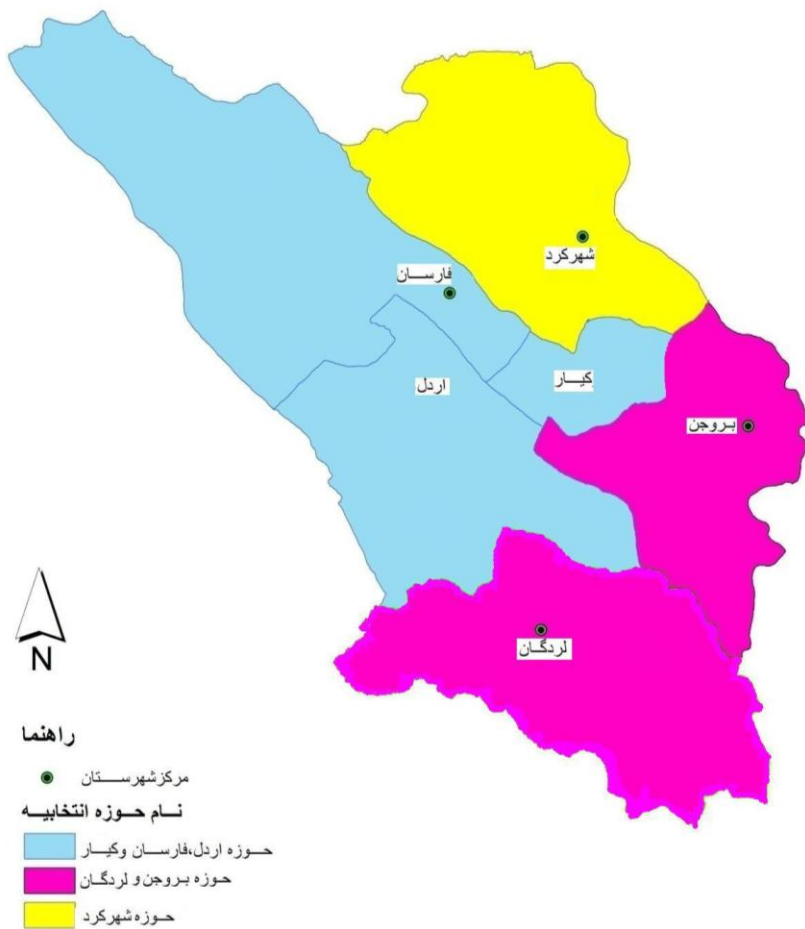 شهرکرد
فارسان
اردل
کیار
بروجن
لردگان
N
راهنما
مرکزشهرستان
نام حوزه انتخابیه
حوزه اردل،فارسان وکیار
حوزه بروجن و لردگان
حوزه شهرکرد